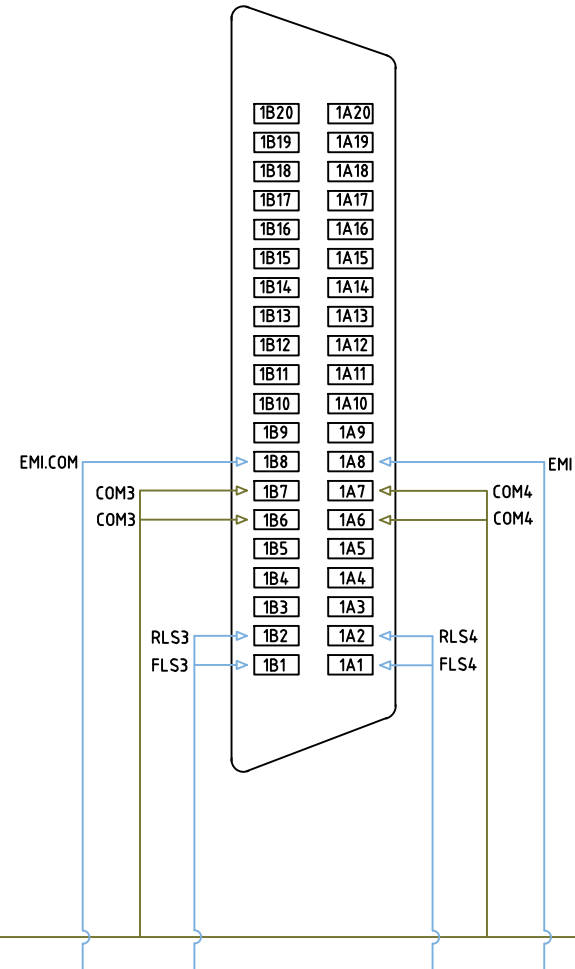 1B20 1A20
1B19 1A19
1B18 1A18
1B17 1A17
1B16 1A16
1B15 1A15
1B14 1A14
1B13 1A13
1B12 1A12
1B11 1A11
1B10 1A10
1B9 1A9
EMI.COM 1B8 1A8 EMI
COM3 1B7 1A7 COM4
COM3 1B6 1A6 COM4
1B5 1A5
1B4 1A4
1B3 1A3
RLS3 1B2 1A2 RLS4
FLS3 1B1 1A1 FLS4